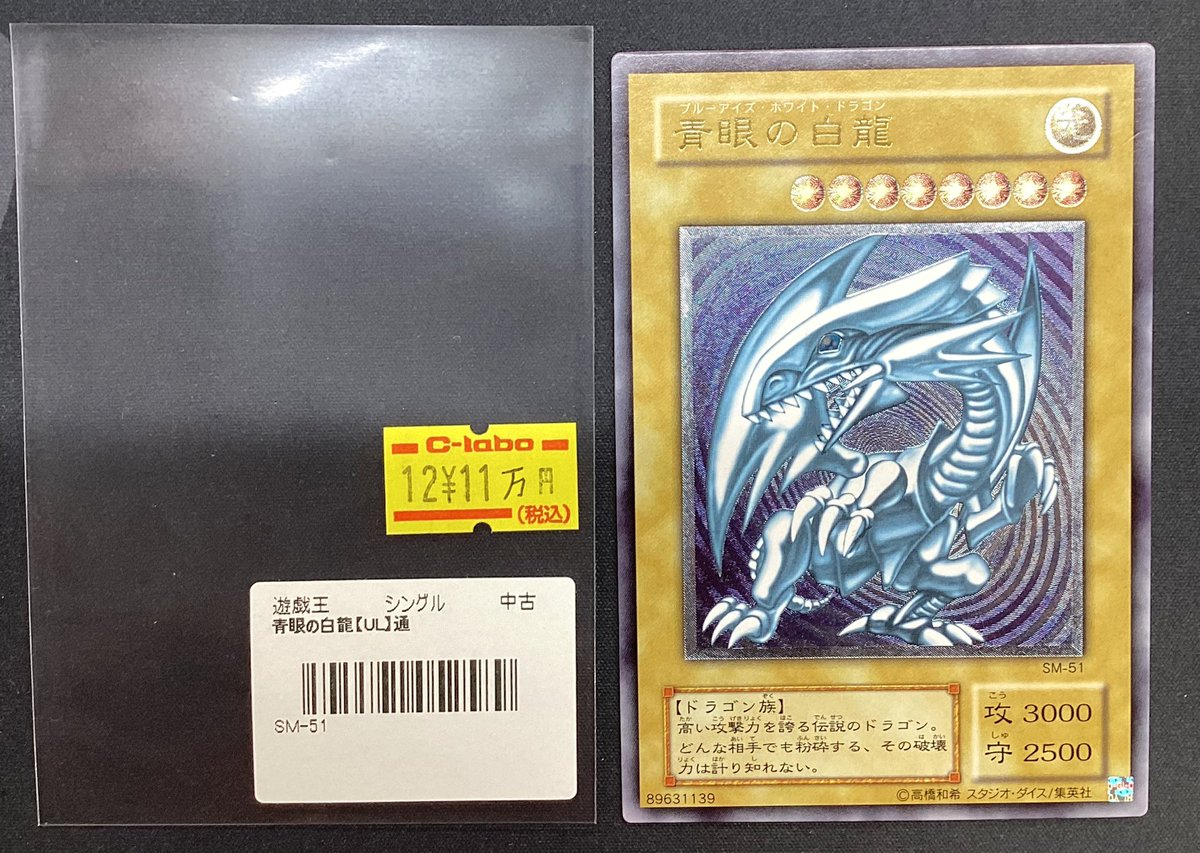 C-labo
12¥11万円
(税込)
遊戯王 シングル 中古
青眼の白龍【UL】通
SM-51
ブルーアイズ・ホワイト・ドラゴン
青眼の白龍
光
SM-51
【ドラゴン族】
高い攻撃力を誇る伝説のドラゴン。
どんな相手でも粉砕する、その破壊
力は計り知れない。
攻 3000
守 2500
89631139
©高橋和希 スタジオ・ダイス/集英社